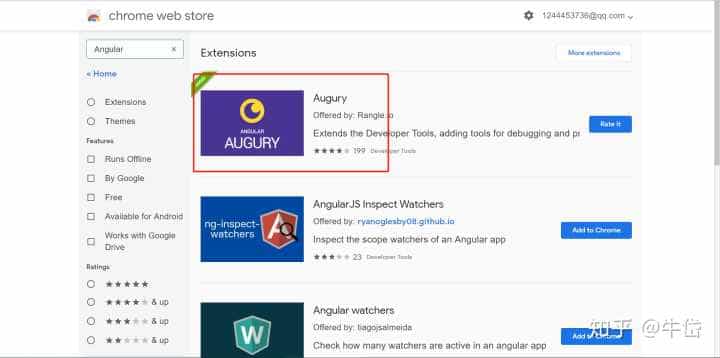 chrome web store
1244453736@qq.com
Angular
×
< Home
Extensions
Themes
Features
Runs Offline
By Google
Free
Available for Android
Works with Google
Drive
Ratings
★★★★★
★★★★★ & up
★★★★★ & up
★★★★★ & up
Extensions
More extensions
ANGULAR
AUGURY
Augury
Offered by: Rangle.io
Extends the Developer Tools, adding tools for debugging and pr
199 Developer Tools
Rate It
ng-inspect-
watchers
AngularJS Inspect Watchers
Offered by: ryanoglesby08.github.io
Inspect the scope watchers of an Angular app
23 Developer Tools
Add to Chrome
W
Angular watchers
Offered by: tiagojsalmeida
Check how many watchers are active in an angular app
Add to Chrome
知乎 @牛岱